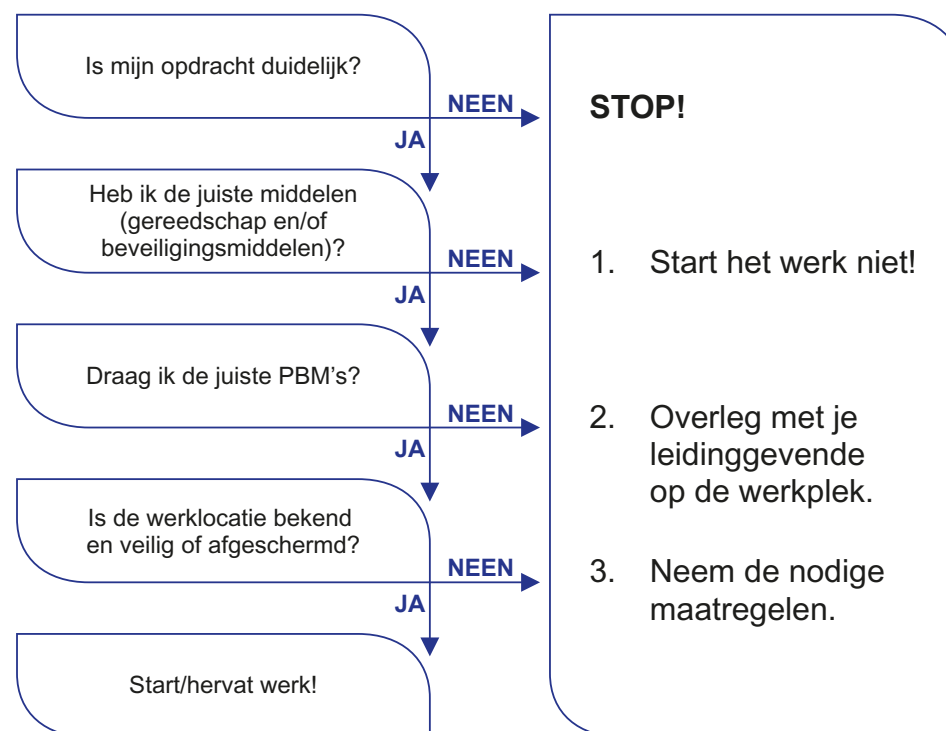 Is mijn opdracht duidelijk?
NEEN
JA
Heb ik de juiste middelen
(gereedschap en/of
beveiligingsmiddelen)?
NEEN
JA
Draag ik de juiste PBM's?
NEEN
JA
Is de werklocatie bekend
en veilig of afgeschermd?
NEEN
JA
Start/hervat werk!
STOP!
1. Start het werk niet!
2. Overleg met je
leidinggevende
op de werkplek.
3. Neem de nodige
maatregelen.